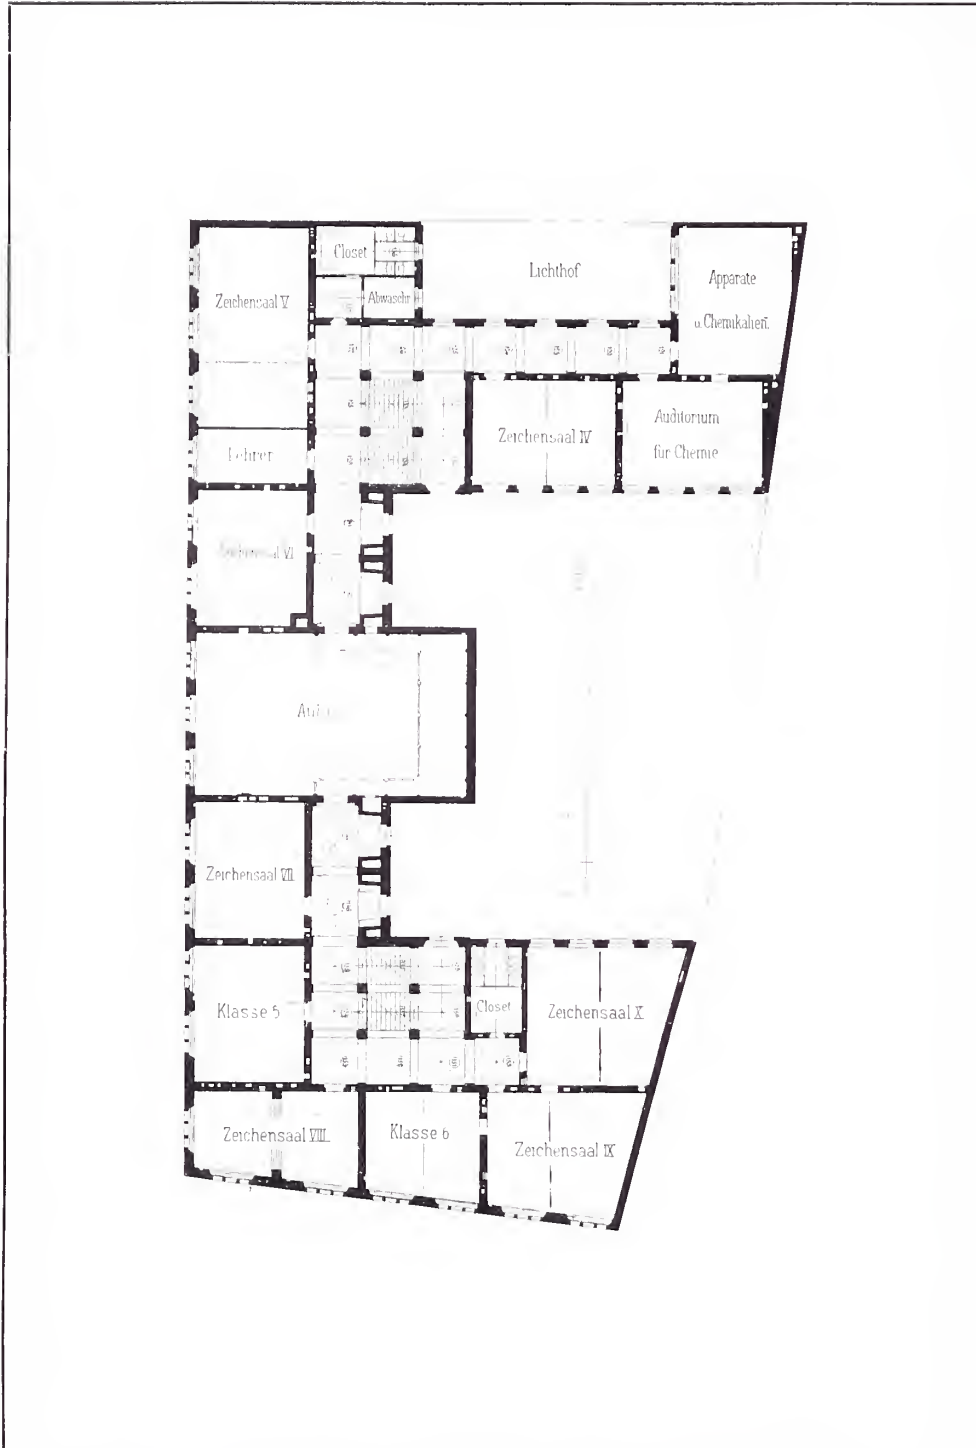 Closet
Lichthof
Apparate
u. Chemikalien.
Zeichensaal V
Abwaschr
Auditorium
für Chemie
Zeichensaal IV
Lehrer
VI
Zeichensaal VII
Klasse 5
Closet
Zeichensaal X
Zeichensaal VIII
Klasse 6
Zeichensaal IX